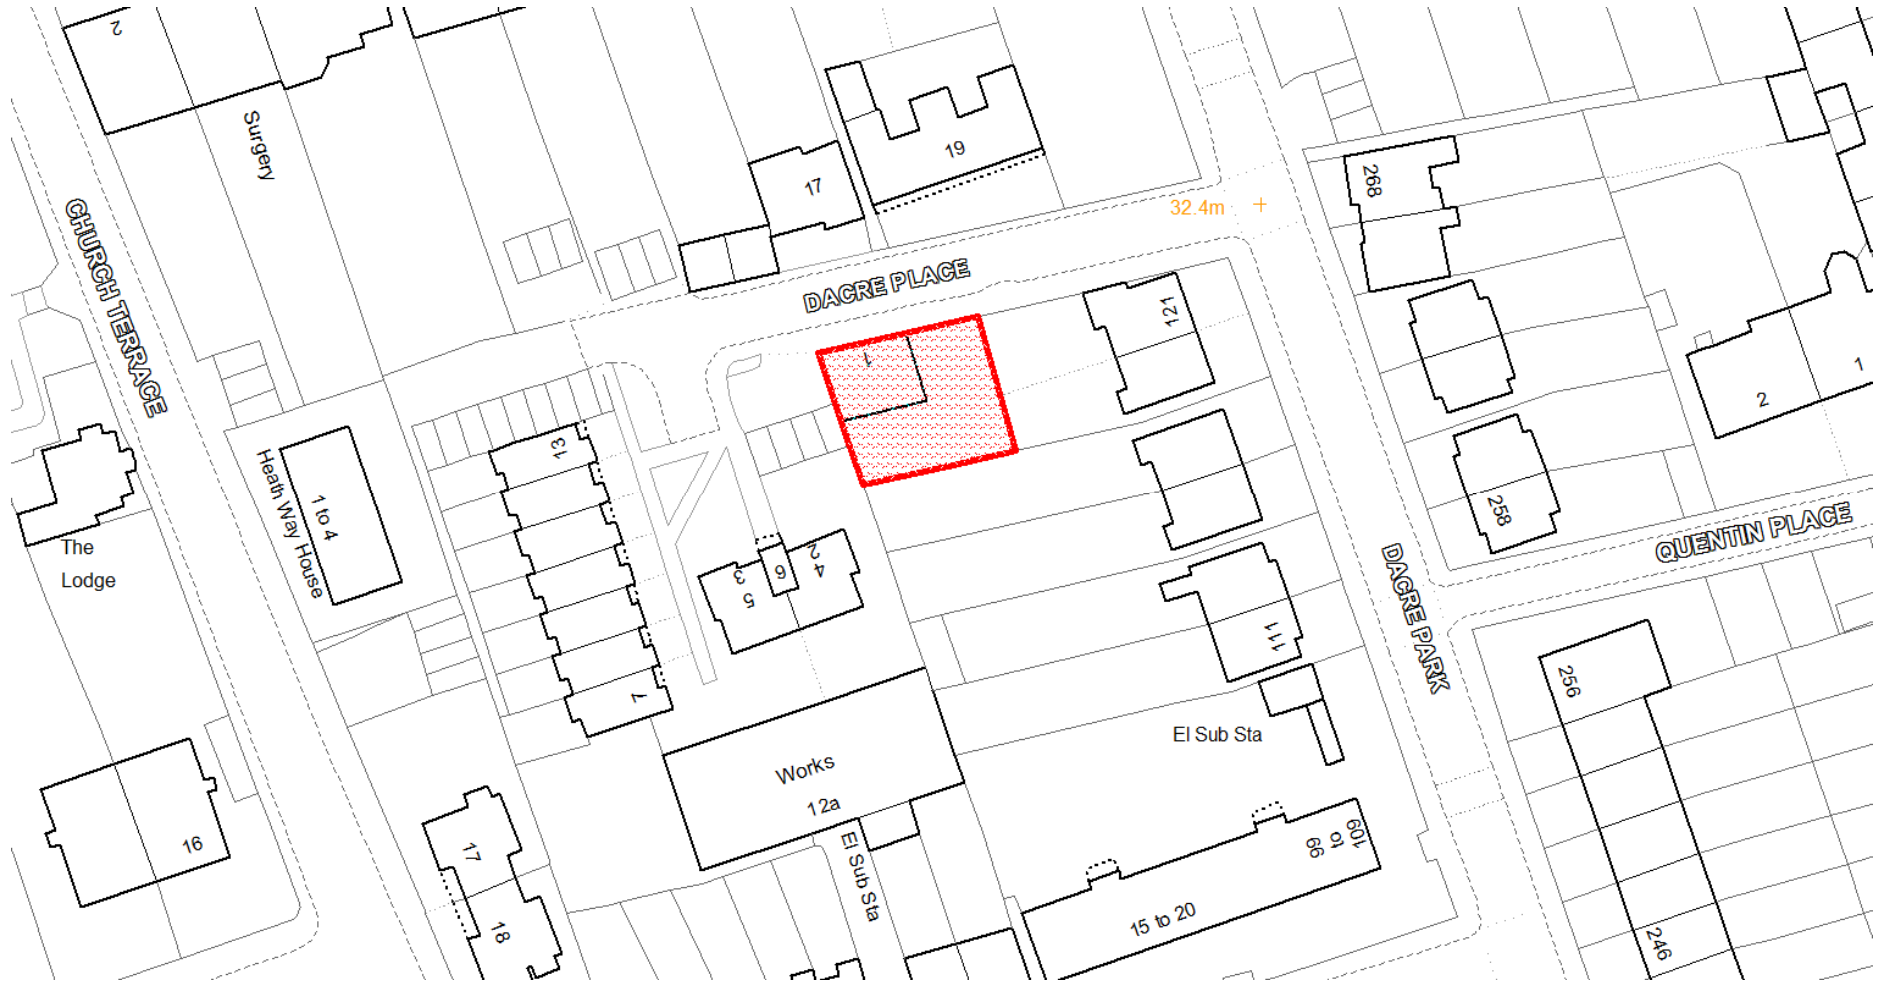 2
Surgery
19
17
268
CHURCH TERRACE
32.4m
DACRE PLACE
121
1
1
2
13
Heath Way House
1 to 4
258
QUENTIN PLACE
The
Lodge
2
4
6
3
5
DACRE PARK
111
256
7
El Sub Sta
Works
12a
16
17
El Sub Sta
99
to
109
15 to 20
18
246